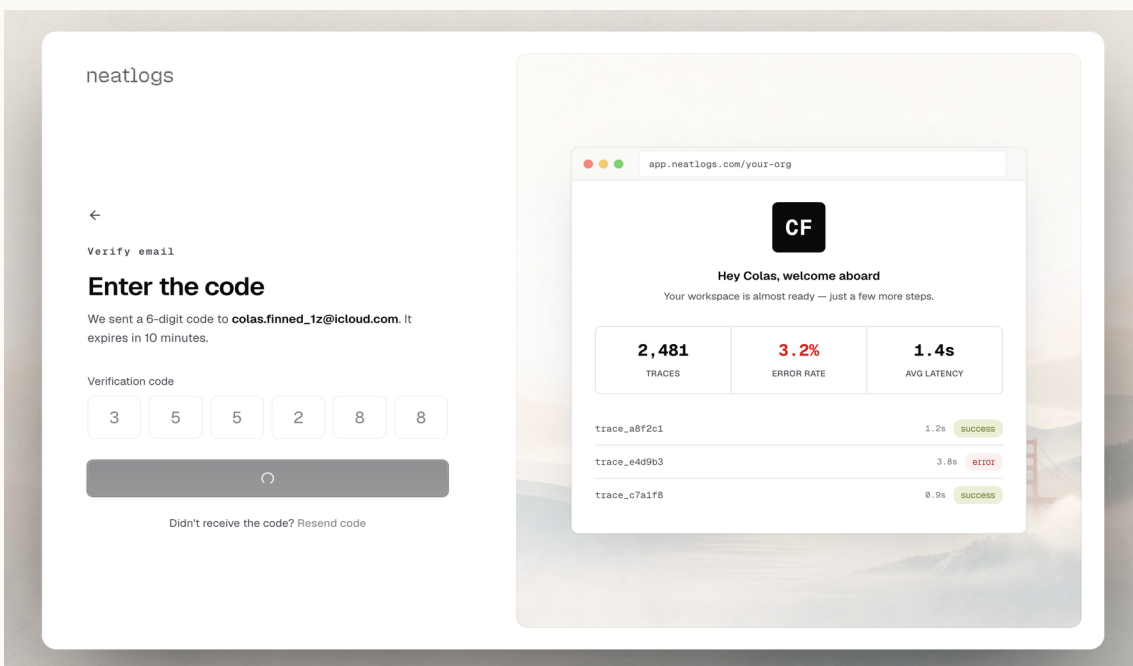 neatlogs
←
Verify email
Enter the code
We sent a 6-digit code to colas.finned_1z@icloud.com. It
expires in 10 minutes.
Verification code
3 5 5 2 8 8
Didn't receive the code? Resend code
app.neatlogs.com/your-org
CF
Hey Colas, welcome aboard
Your workspace is almost ready — just a few more steps.
2,481 3.2% 1.4s
TRACES ERROR RATE AVG LATENCY
trace_a8f2c1 1.2s success
trace_e4d9b3 3.8s error
trace_c7a1f8 0.9s success